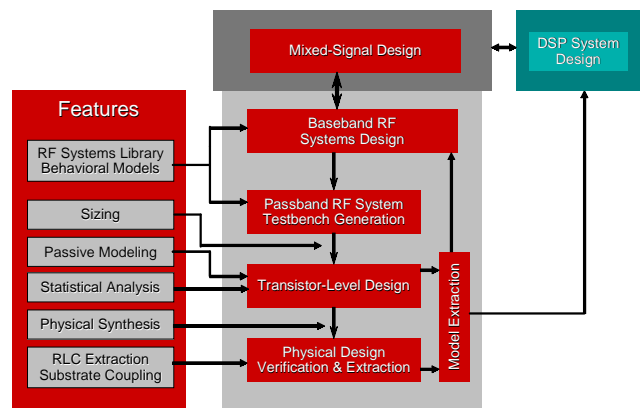 Mixed-Signal Design
DSP System
Design
Features
RF Systems Library
Behavioral Models
Sizing
Passive Modeling
Statistical Analysis
Physical Synthesis
RLC Extraction
Substrate Coupling
Baseband RF
Systems Design
Passband RF System
Testbench Generation
Transistor-Level Design
Physical Design
Verification & Extraction
Model Extraction